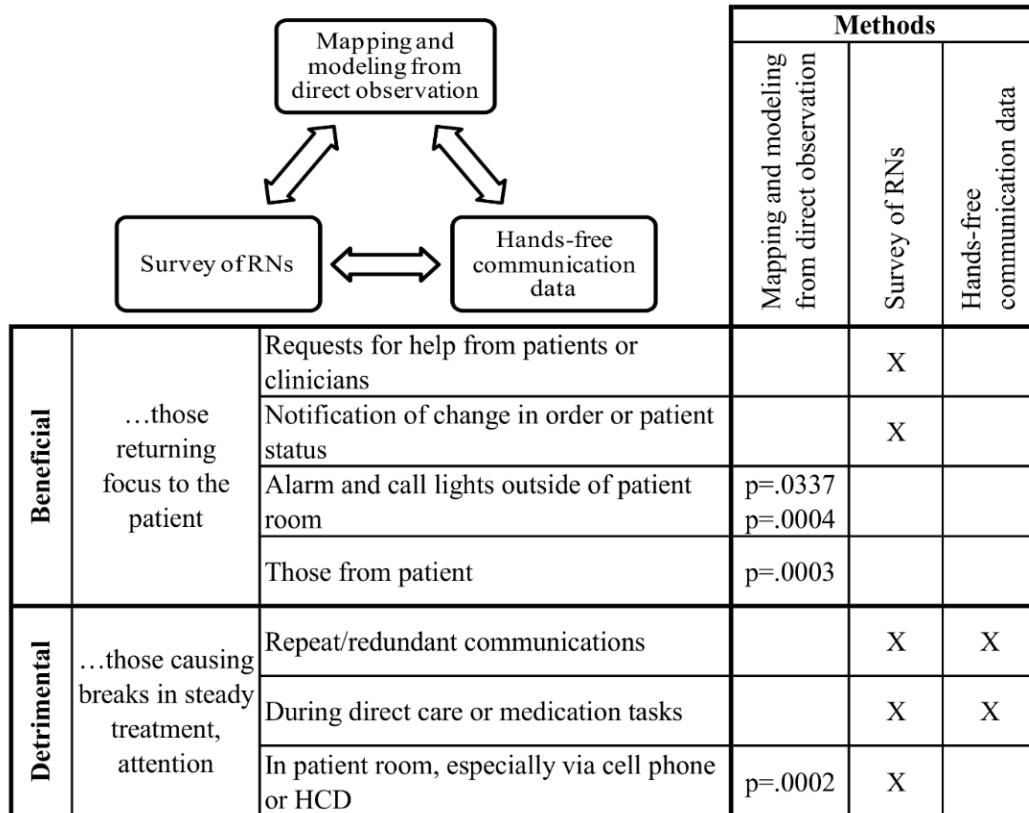 Methods
Mapping and
modeling from
direct observation
Survey of RNs
Hands-free
communication
data
Mapping and modeling
from direct observation
Survey of RNs
Hands-free
communication data
Beneficial
…those
returning
focus to the
patient
Requests for help from patients or
clinicians
X
Notification of change in order or patient
status
X
Alarm and call lights outside of patient
room
p=.0337
p=.0004
Those from patient
p=.0003
Detrimental
…those causing
breaks in steady
treatment,
attention
Repeat/redundant communications
X
X
During direct care or medication tasks
X
X
In patient room, especially via cell phone
or HCD
p=.0002
X